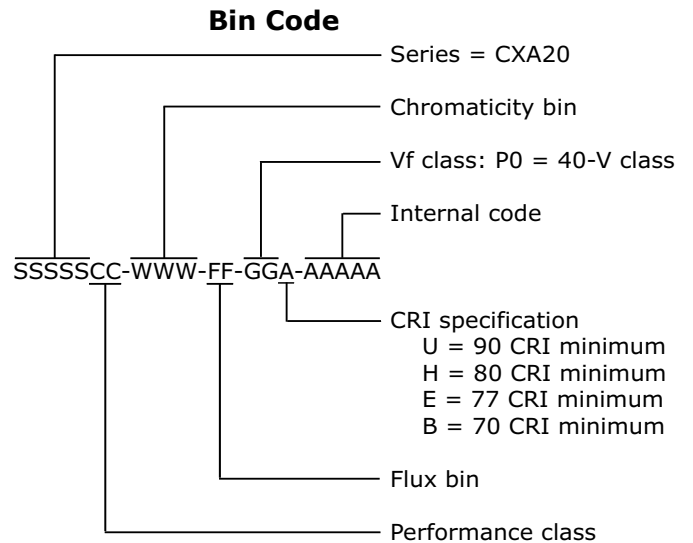 Bin Code
Series = CXA20
Chromaticity bin
Vf class: P0 = 40-V class
Internal code
SSSSSCC-WWW-FF-GGA-AAAAA
CRI specification
U = 90 CRI minimum
H = 80 CRI minimum
E = 77 CRI minimum
B = 70 CRI minimum
Flux bin
Performance class